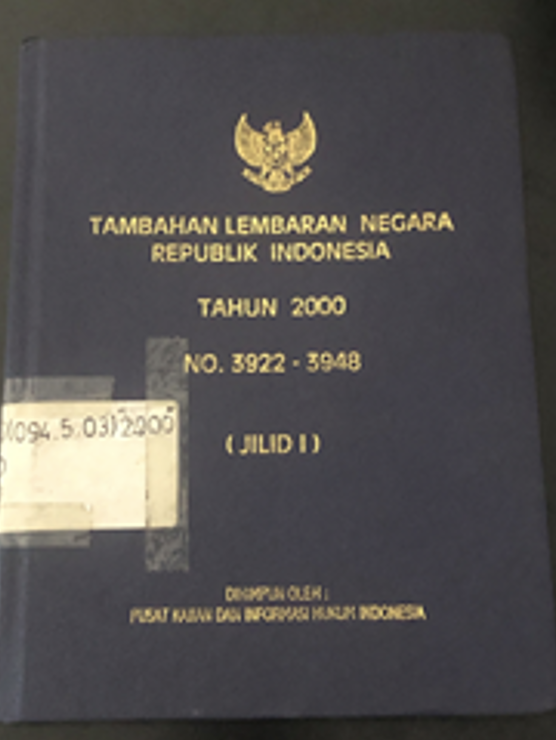 TAMBAHAN LEMBARAN NEGARA
REPUBLIK INDONESIA
TAHUN 2000
NO. 3922 - 3948
(094.5.03)"2000"
( JILID I )
DIHIMPUN OLEH :
PUSAT KAJIAN DAN INFORMASI HUKUM INDONESIA